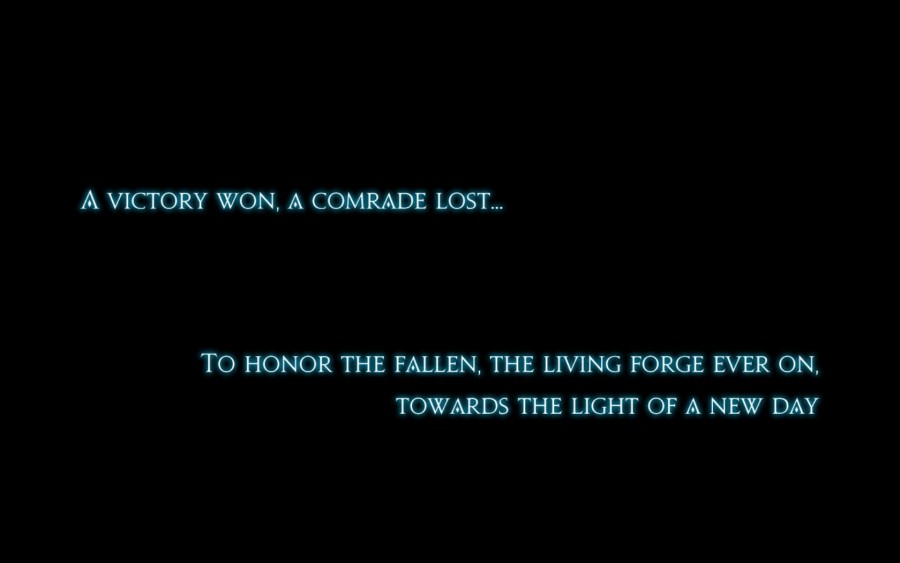 A victory won, a comrade lost...
To honor the fallen, the living forge ever on,
towards the light of a new day